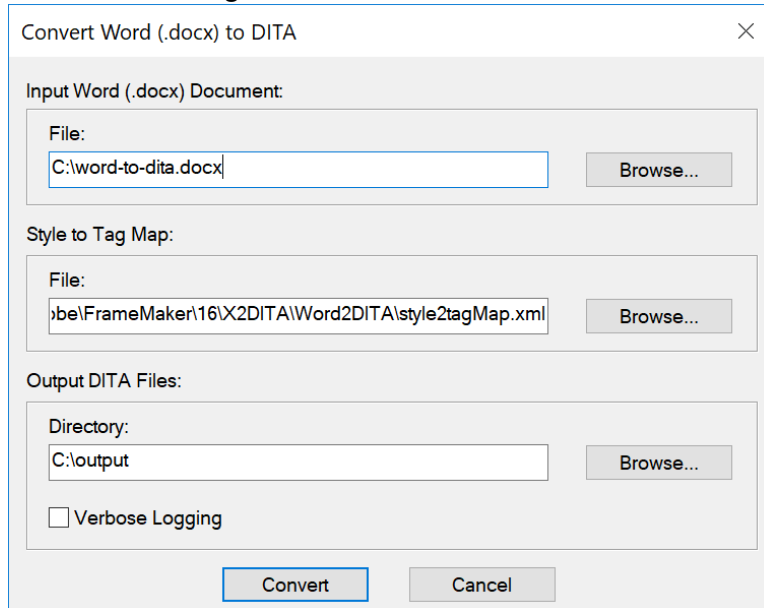 Convert Word (.docx) to DITA
Input Word (.docx) Document:
File:
C:\word-to-dita.docx
Browse...
Style to Tag Map:
File:
obe\FrameMaker\16\X2DITA\Word2DITA\style2tagMap.xml
Browse...
Output DITA Files:
Directory:
C:\output
Browse...
Verbose Logging
Convert Cancel